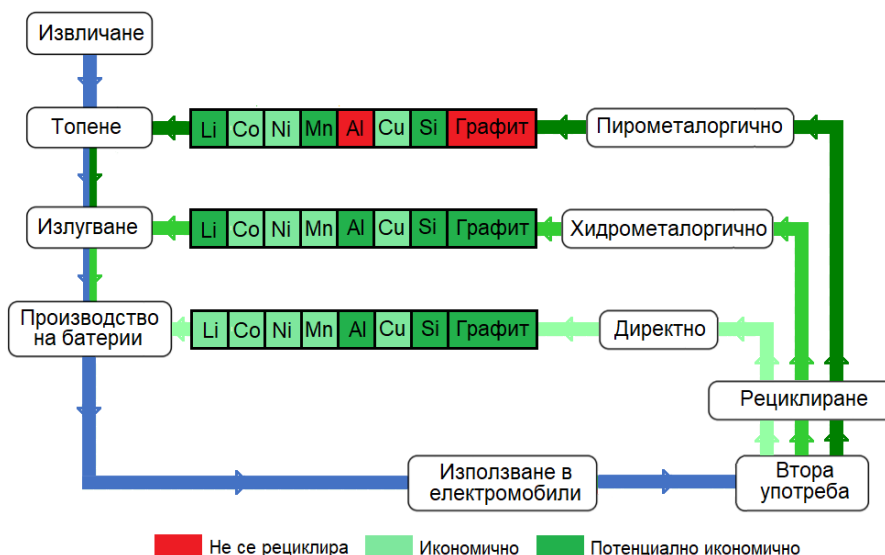 Извличане
Топене
Li Co Ni Mn Al Cu Si Графит
Пирометалоргично
Излугване
Li Co Ni Mn Al Cu Si Графит
Хидрометалоргично
Производство
на батерии
Li Co Ni Mn Al Cu Si Графит
Директно
Рециклиране
Използване в
електромобили
Втора
употреба
Не се рециклира
Икономично
Потенциално икономично